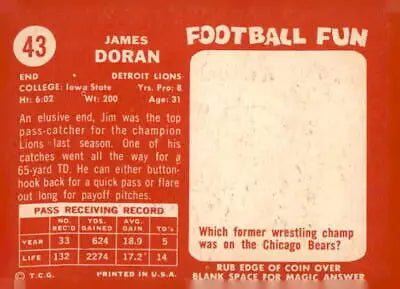 43
JAMES
DORAN
END
DETROIT LIONS
COLLEGE: Iowa State
Yrs. Pro: 8
Ht: 6:02
Wt: 200
Age: 31
An elusive end, Jim was the top
pass-catcher for the champion
Lions last season. One of his
catches went all the way for a
65-yard TD. He can either button-
hook back for a quick pass or flare
out long for payoff pitches.
PASS RECEIVING RECORD
NO. YDS. AVG.
REC'D GAINED GAIN TD's
YEAR 33 624 18.9 5
LIFE 132 2274 17.2 14
© T.C.G. PRINTED IN U.S.A.
FOOTBALL FUN
Which former wrestling champ
was on the Chicago Bears?
RUB EDGE OF COIN OVER
BLANK SPACE FOR MAGIC ANSWER